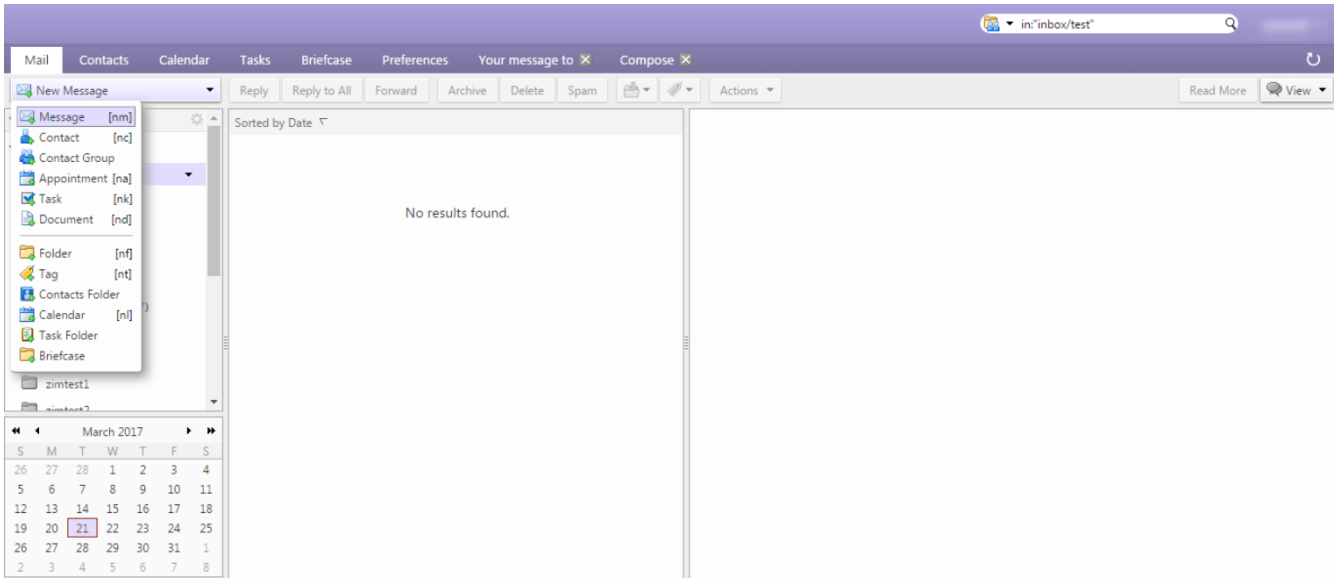 in:"inbox/test"
Mail Contacts Calendar Tasks Briefcase Preferences Your message to Compose
New Message Reply Reply to All Forward Archive Delete Spam Actions Read More View
Message [nm]
Contact [nc]
Contact Group
Appointment [na]
Task [nk]
Document [nd]
Folder [nf]
Tag [nt]
Contacts Folder
Calendar [nl]
Task Folder
Briefcase
zimtest1
zimtest2
Sorted by Date
No results found.
March 2017
S M T W T F S
26 27 28 1 2 3 4
5 6 7 8 9 10 11
12 13 14 15 16 17 18
19 20 21 22 23 24 25
26 27 28 29 30 31 1
2 3 4 5 6 7 8